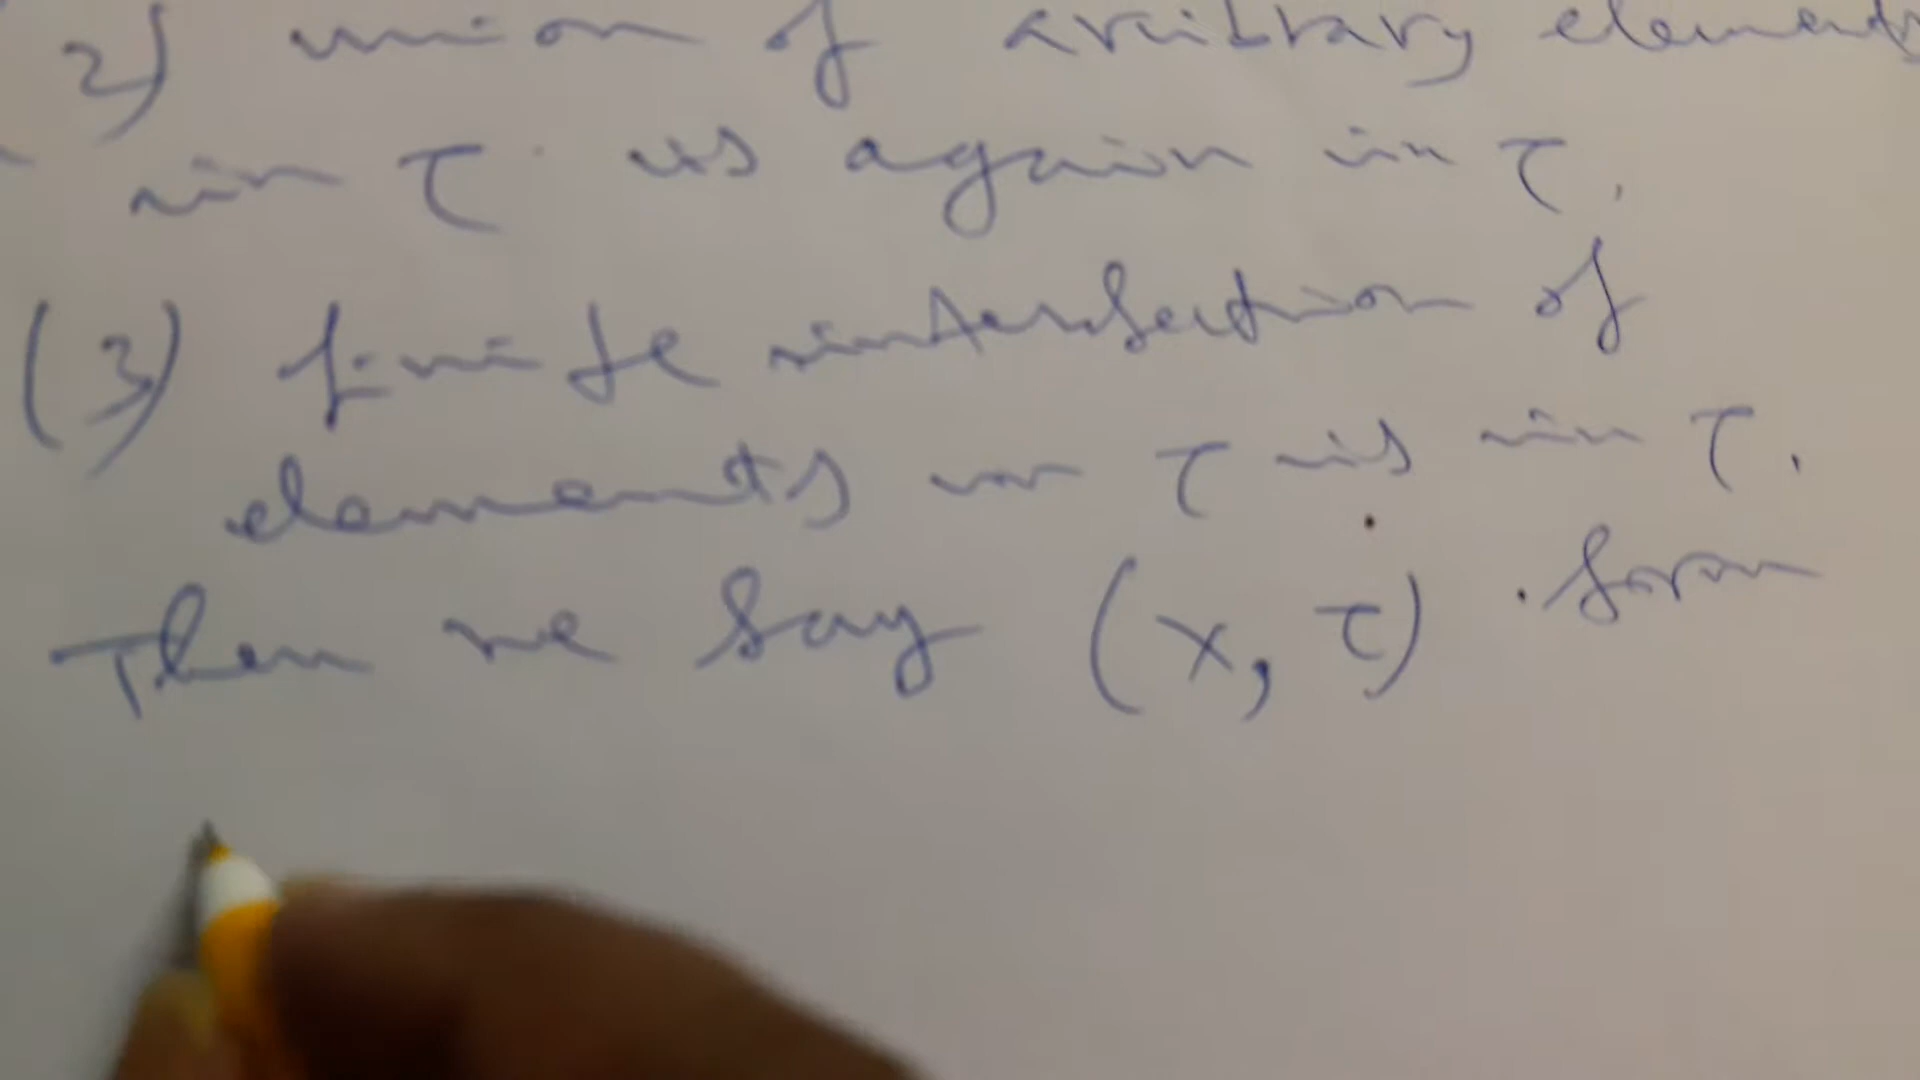 2) union of arbitrary elements
in τ is again in τ.
(3) finite intersection of
elements in τ is in τ.
Then we say (X, τ) form